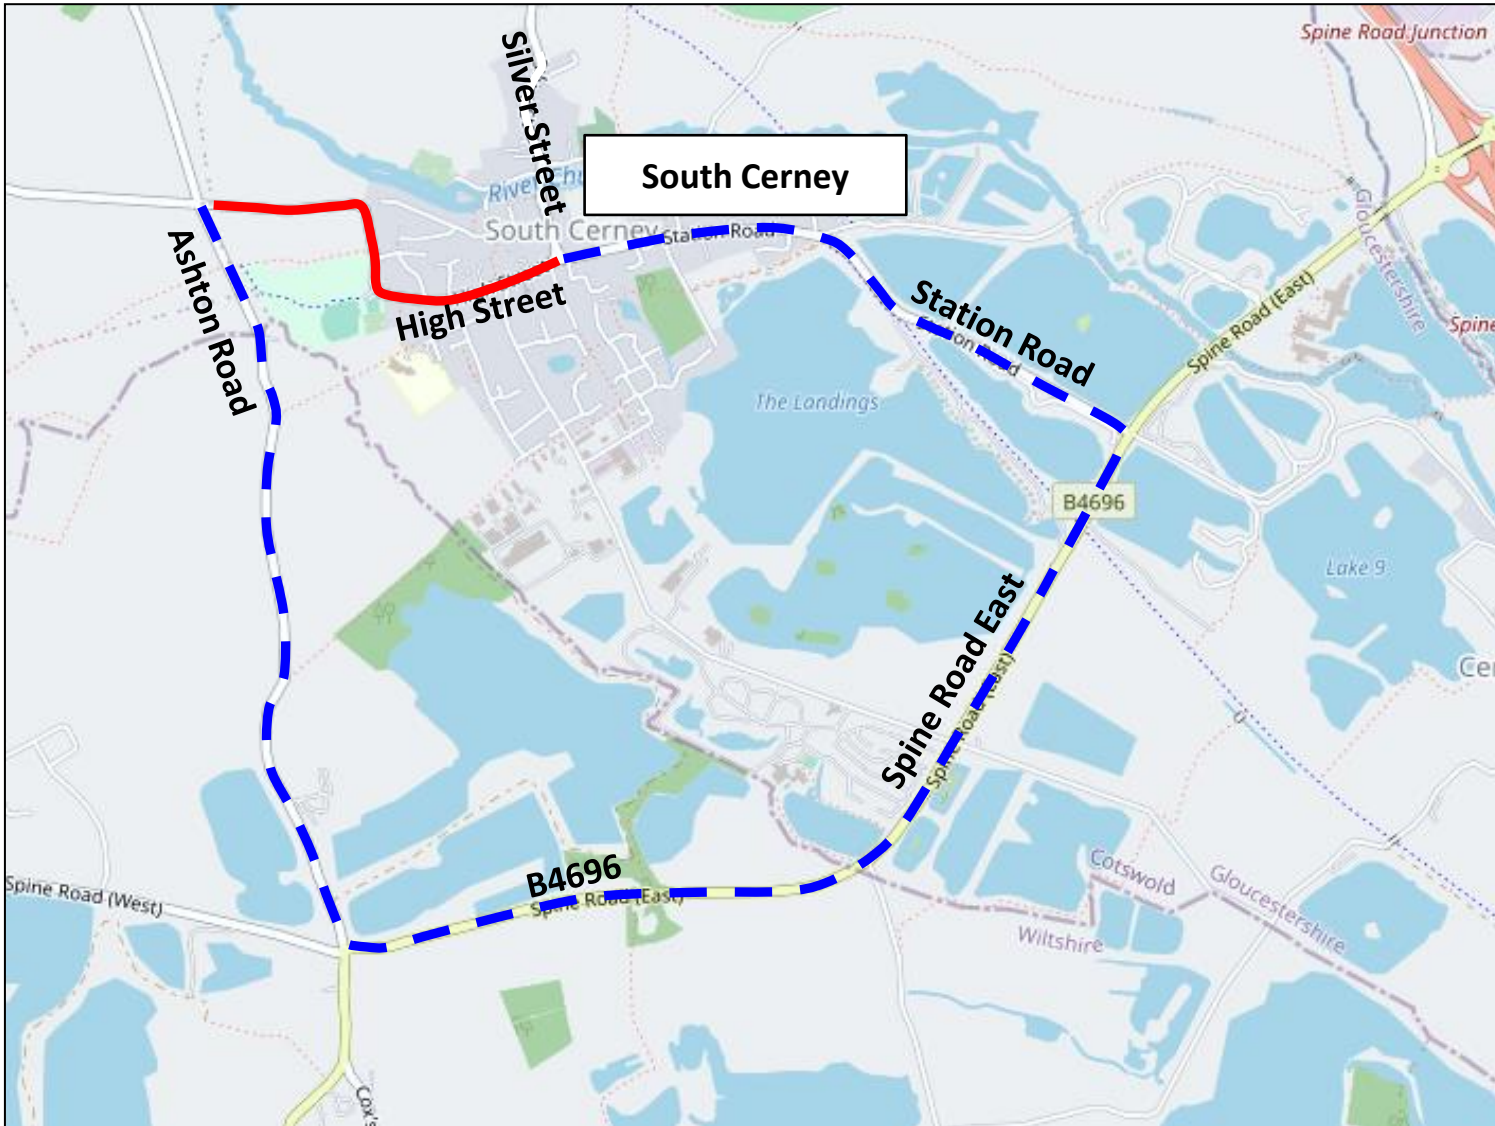 Spine Road Junction
Silver Street
South Cerney
South Cerney
Station Road
High Street
Ashton Road
Station Road
Gloucestershire
Spine Road (East)
Spine
The Landings
B4696
Lake 9
Spine Road East
Spine Road (East)
B4696
Spine Road (East)
Spine Road (West)
Cotswold
Gloucestershire
Wiltshire
Cox's